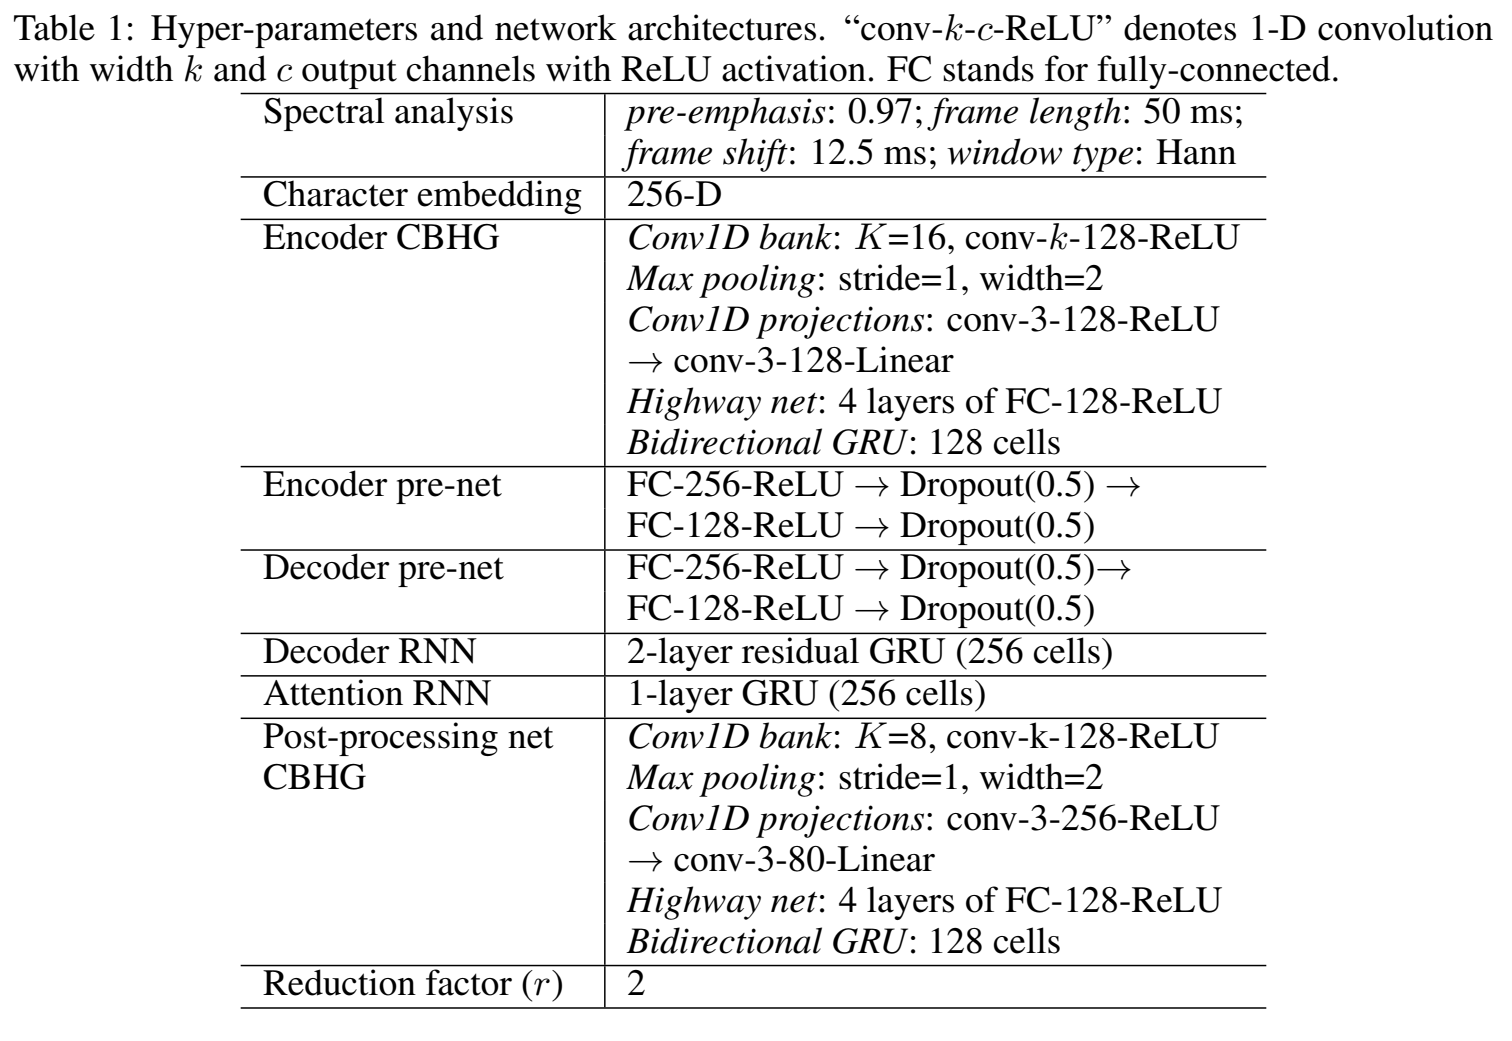 Table 1: Hyper-parameters and network architectures. “conv-k-c-ReLU” denotes 1-D convolution
with width k and c output channels with ReLU activation. FC stands for fully-connected.
Spectral analysis pre-emphasis: 0.97; frame length: 50 ms;
frame shift: 12.5 ms; window type: Hann
Character embedding 256-D
Encoder CBHG Conv1D bank: K=16, conv-k-128-ReLU
Max pooling: stride=1, width=2
Conv1D projections: conv-3-128-ReLU
→ conv-3-128-Linear
Highway net: 4 layers of FC-128-ReLU
Bidirectional GRU: 128 cells
Encoder pre-net FC-256-ReLU → Dropout(0.5) →
FC-128-ReLU → Dropout(0.5)
Decoder pre-net FC-256-ReLU → Dropout(0.5)→
FC-128-ReLU → Dropout(0.5)
Decoder RNN 2-layer residual GRU (256 cells)
Attention RNN 1-layer GRU (256 cells)
Post-processing net Conv1D bank: K=8, conv-k-128-ReLU
CBHG Max pooling: stride=1, width=2
Conv1D projections: conv-3-256-ReLU
→ conv-3-80-Linear
Highway net: 4 layers of FC-128-ReLU
Bidirectional GRU: 128 cells
Reduction factor (r) 2